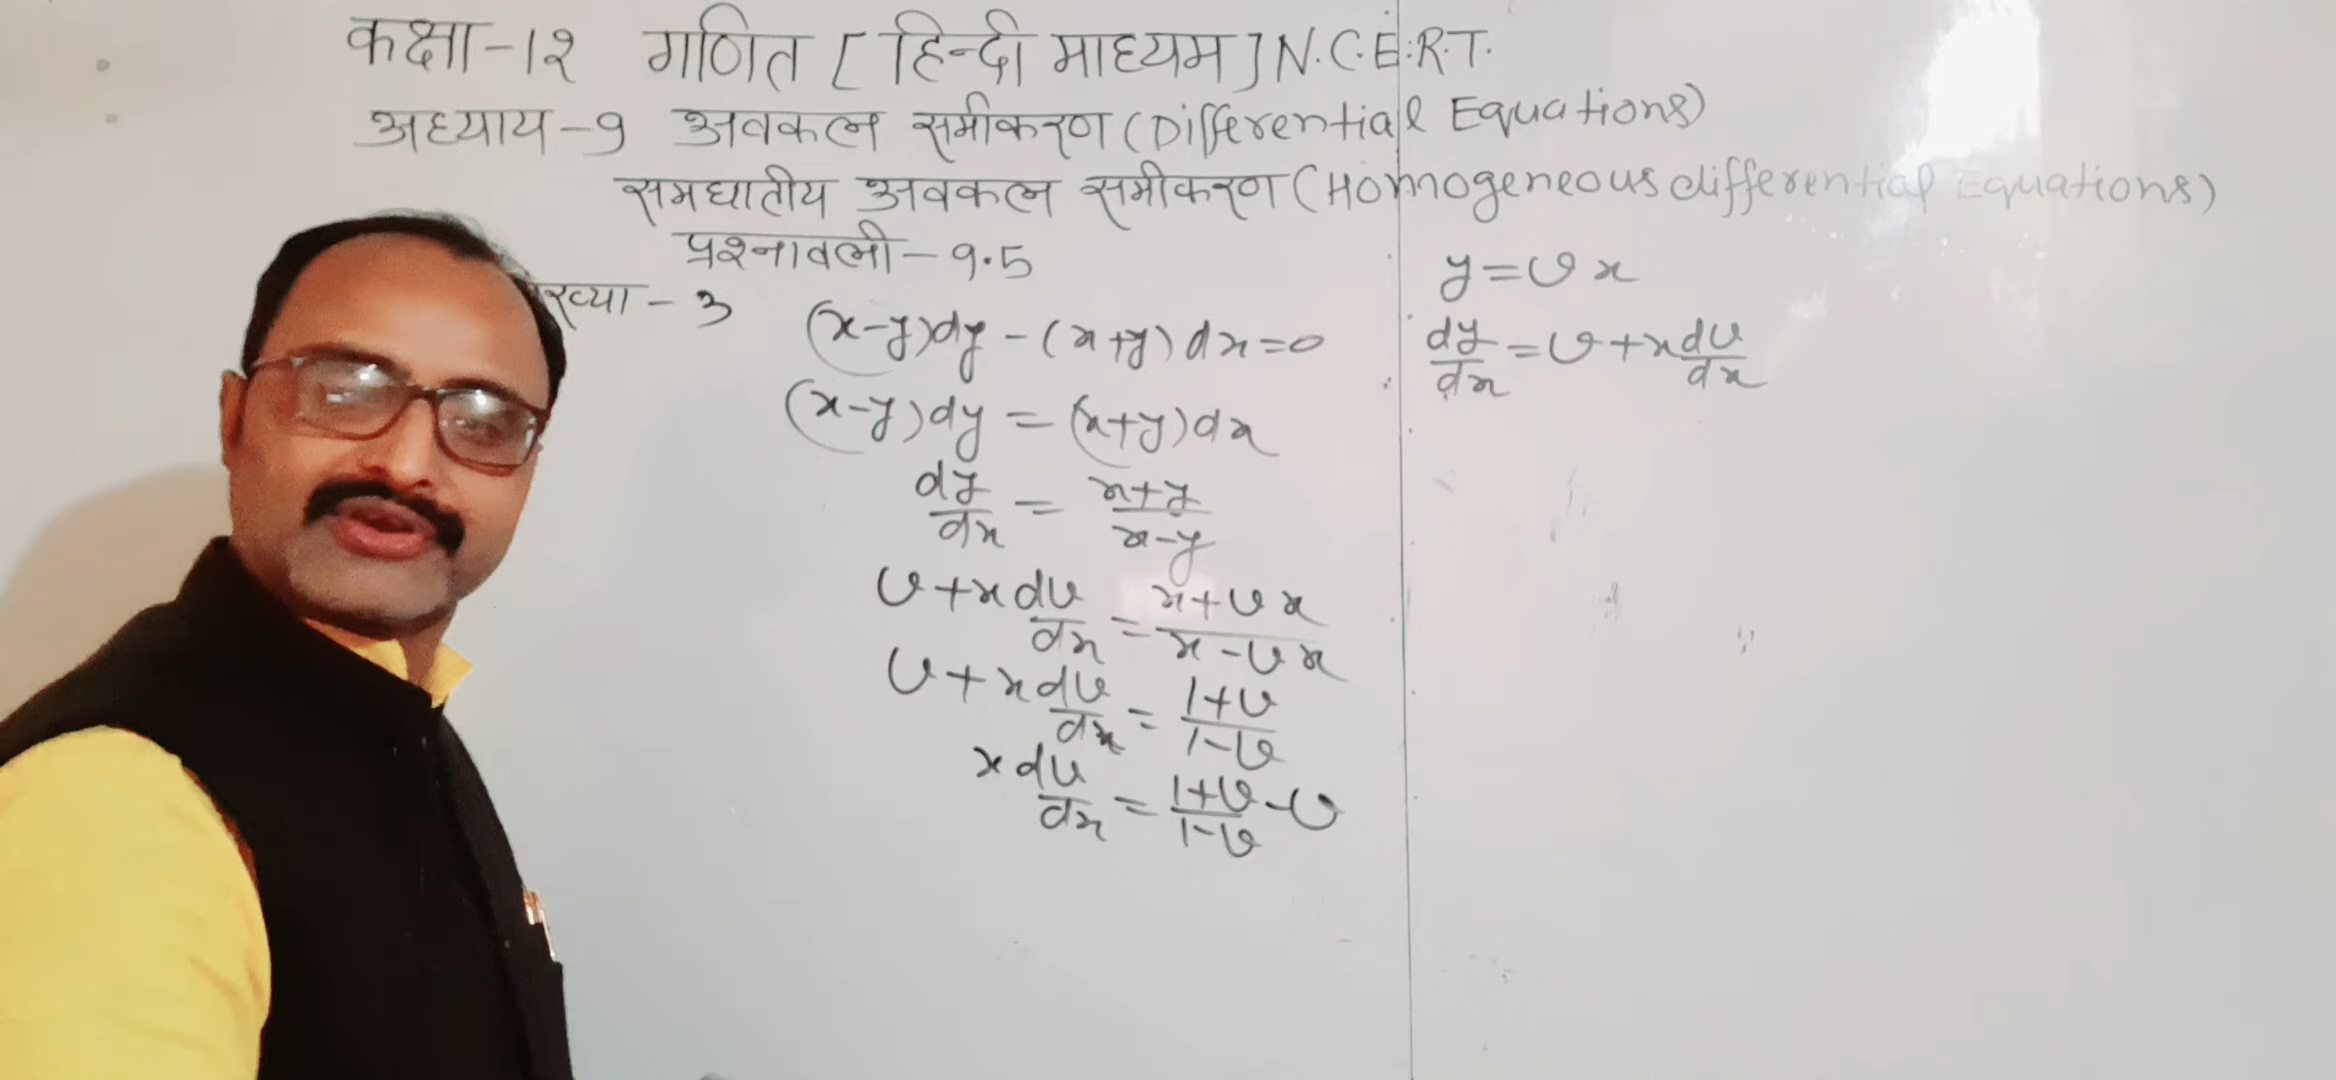 कक्षा-१२ गणित [हिन्दी माध्यम] N.C.E.R.T.
अध्याय-9 अवकल समीकरण (Differential Equations)
समघातीय अवकल समीकरण (Homogeneous differential Equations)
प्रश्नावली-9.5
ख्या-3
(x-y)dy-(x+y)dx=0
(x-y)dy=(x+y)dx
dy/dx = x+y/x-y
v+x dv/dx = x+vx/x-vx
v+x dv/dx = 1+v/1-v
x dv/dx = 1+v/1-v -v
y=vx
dy/dx = v+x dv/dx